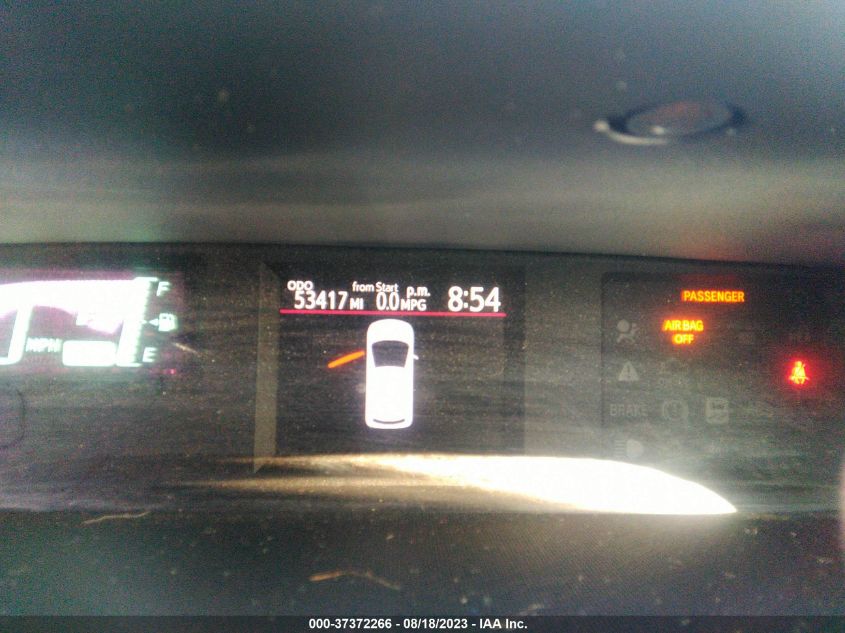 ODO from Start p.m. 8:54
53417 MI 0.0 MPG
F
MPH
E
PASSENGER
AIR BAG
OFF
BRAKE
000-37372266 - 08/18/2023 - IAA Inc.